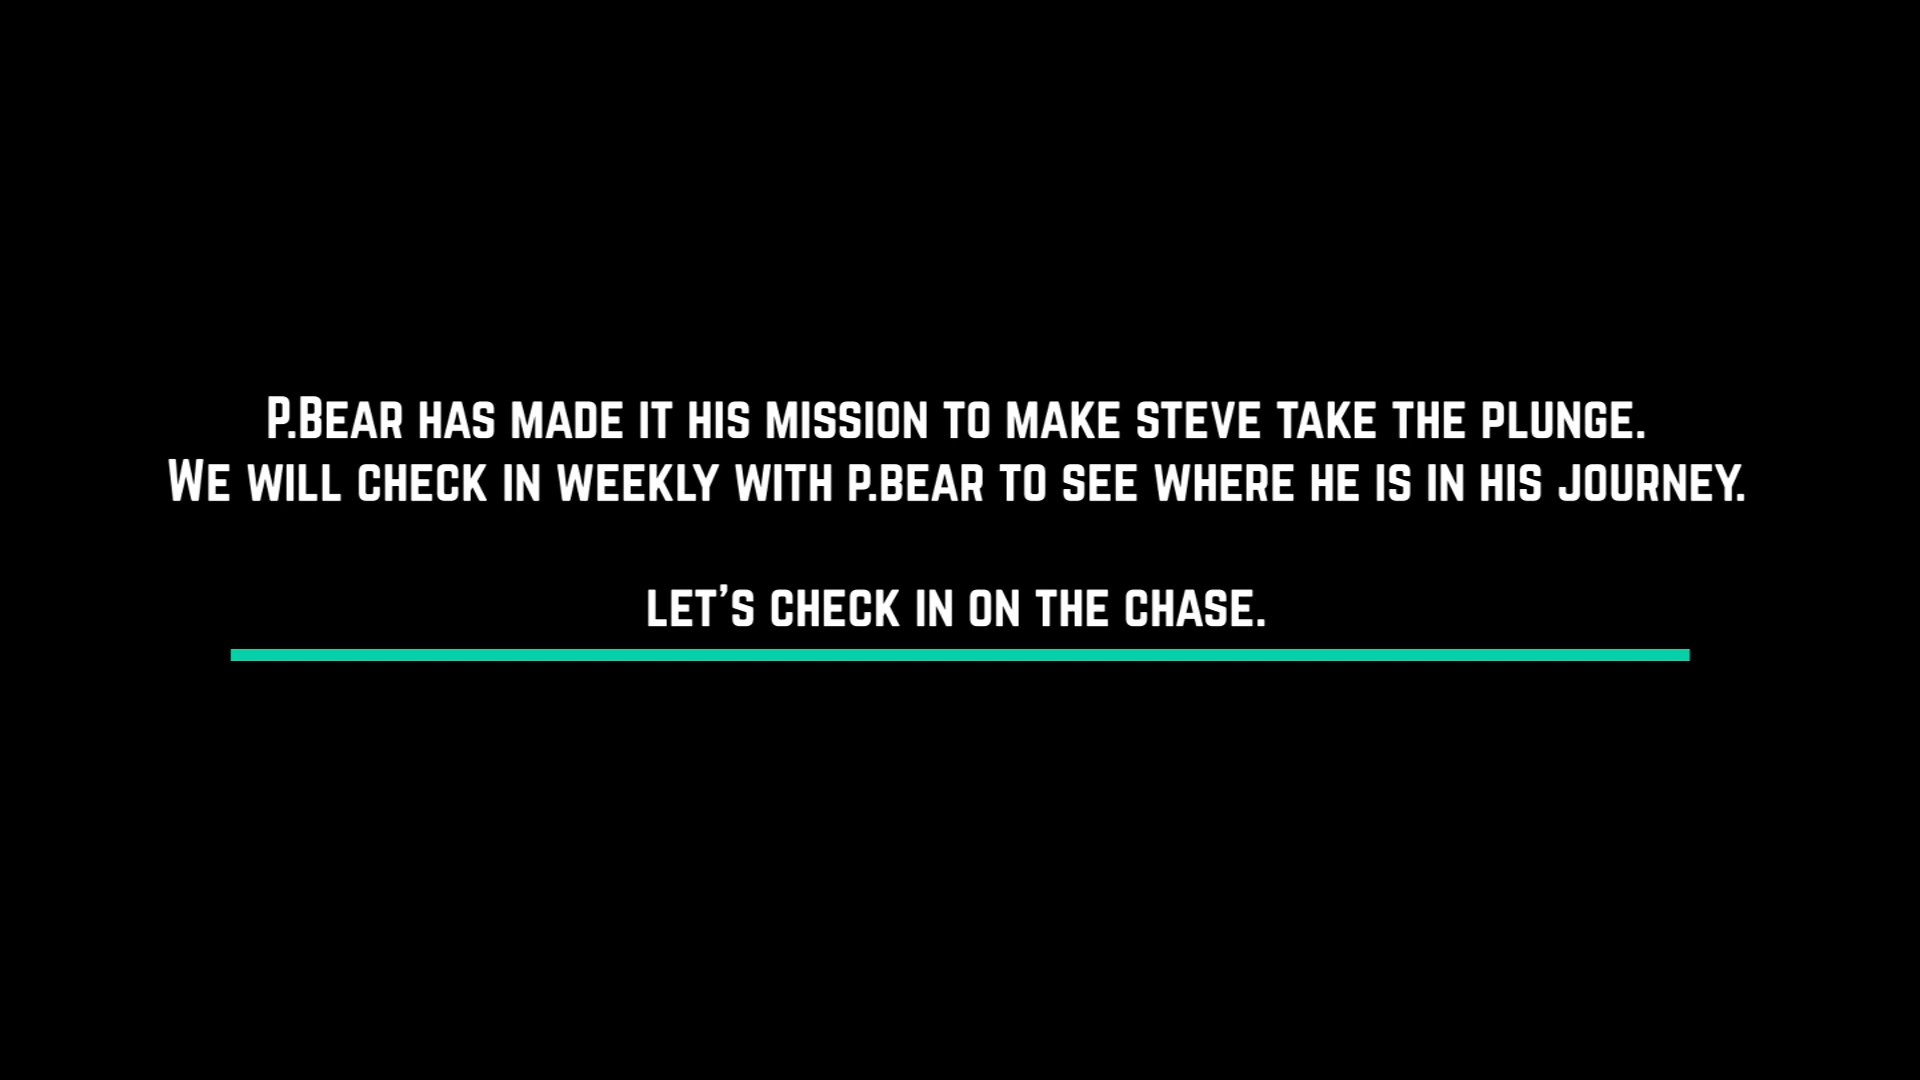 P.Bear has made it his mission to make steve take the plunge.
We will check in weekly with p.bear to see where he is in his journey.
let's check in on the chase.